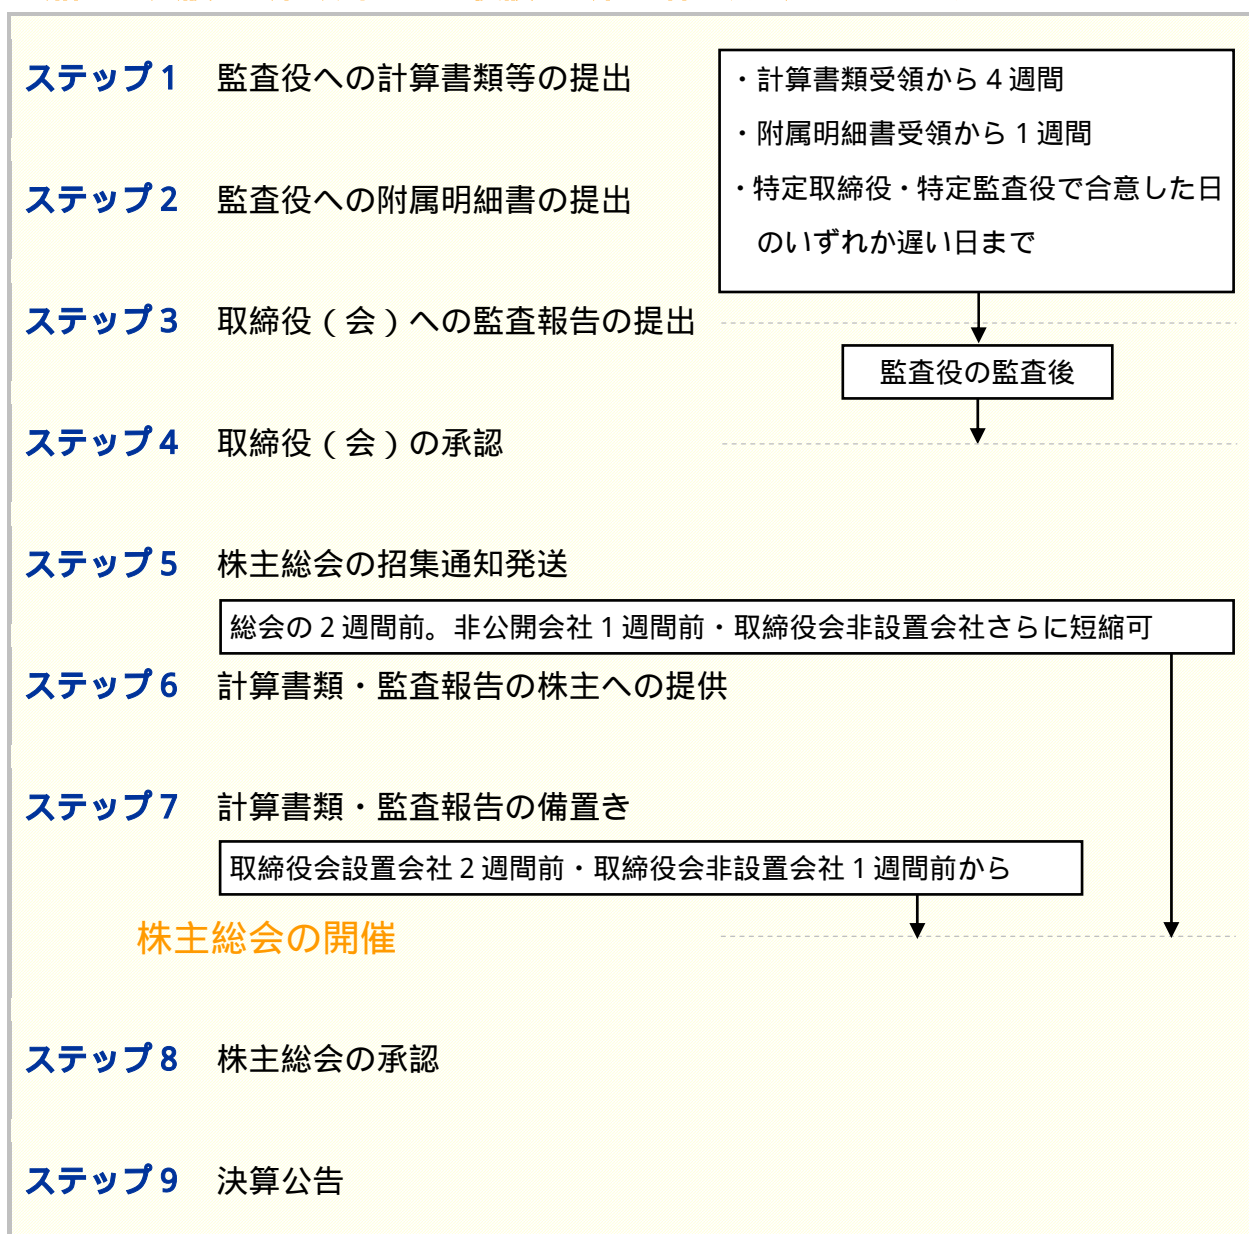 ステップ1 監査役への計算書類等の提出
・計算書類受領から4週間
・附属明細書受領から1週間
ステップ2 監査役への附属明細書の提出
・特定取締役・特定監査役で合意した日
のいずれか遅い日まで
ステップ3 取締役(会)への監査報告の提出
監査役の監査後
ステップ4 取締役(会)の承認
ステップ5 株主総会の招集通知発送
総会の2週間前。非公開会社1週間前・取締役会非設置会社さらに短縮可
ステップ6 計算書類・監査報告の株主への提供
ステップ7 計算書類・監査報告の備置き
取締役会設置会社2週間前・取締役会非設置会社1週間前から
株主総会の開催
ステップ8 株主総会の承認
ステップ9 決算公告